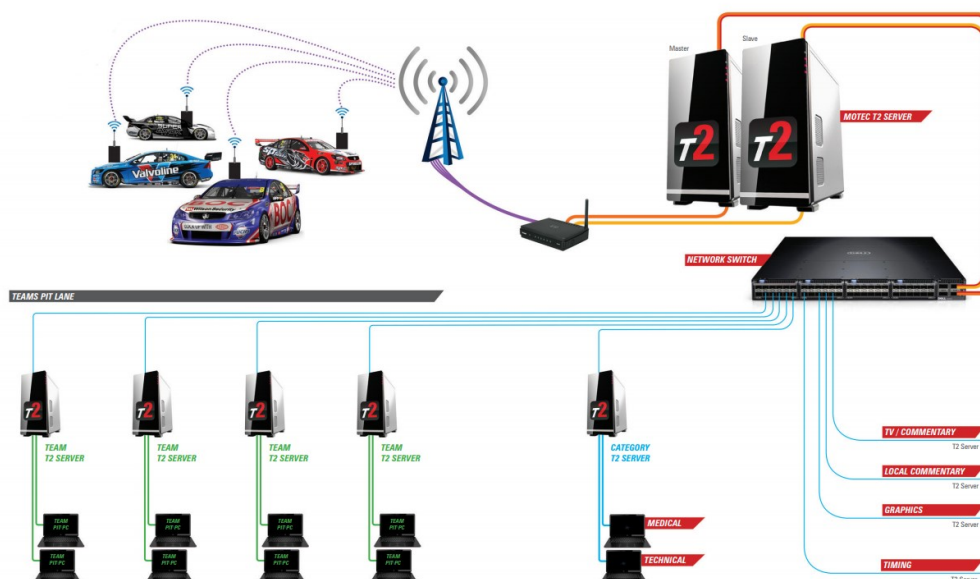 Master
Slave
T2
T2
MOTEC T2 SERVER
Valvoline
BOC
NETWORK SWITCH
TEAMS PIT LANE
T2
T2
T2
T2
T2
TEAM
T2 SERVER
TEAM
T2 SERVER
TEAM
T2 SERVER
TEAM
T2 SERVER
CATEGORY
T2 SERVER
TV / COMMENTARY
T2 Server
LOCAL COMMENTARY
T2 Server
GRAPHICS
T2 Server
TIMING
T2 Server
TEAM
PIT PC
TEAM
PIT PC
TEAM
PIT PC
TEAM
PIT PC
MEDICAL
TEAM
PIT PC
TEAM
PIT PC
TEAM
PIT PC
TEAM
PIT PC
TECHNICAL